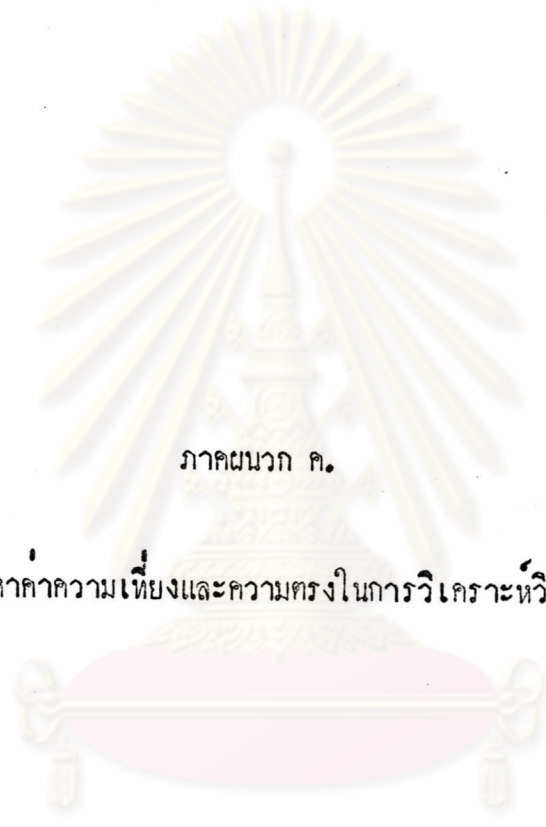 ภาคผนวก ค.
หาค่าความเที่ยงและความตรงในการวิเคราะห์วิ